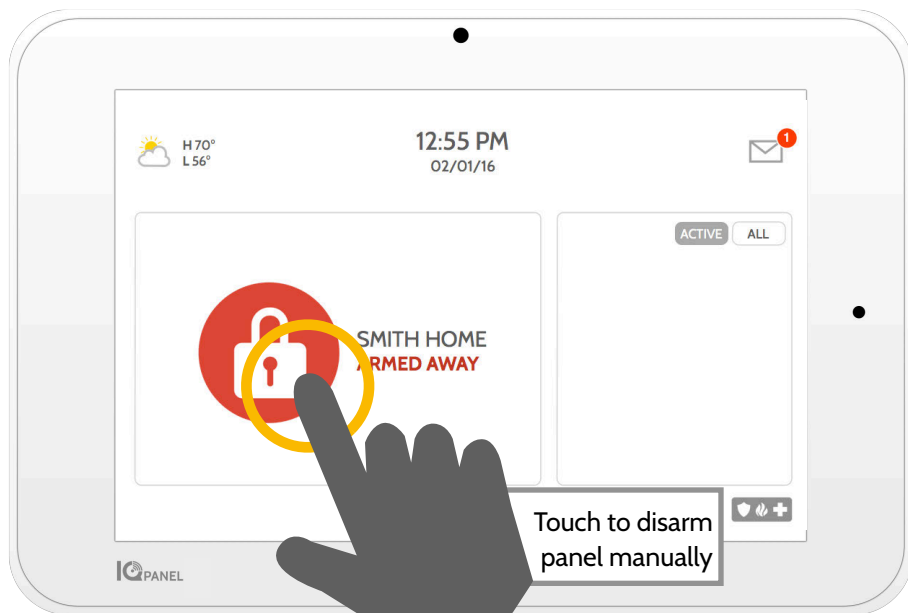 H 70°
L 56°
12:55 PM
02/01/16
1
ACTIVE ALL
SMITH HOME
ARMED AWAY
Touch to disarm
panel manually
IQ PANEL